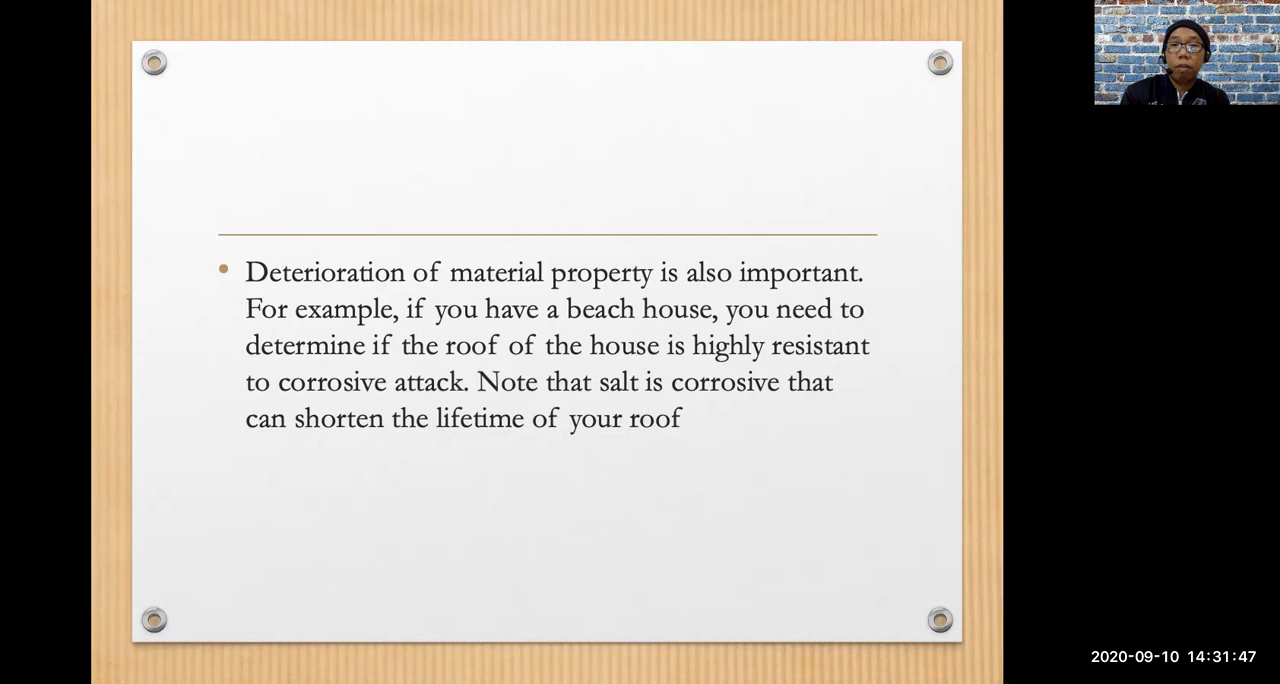 Deterioration of material property is also important.
For example, if you have a beach house, you need to
determine if the roof of the house is highly resistant
to corrosive attack. Note that salt is corrosive that
can shorten the lifetime of your roof
2020-09-10 14:31:47